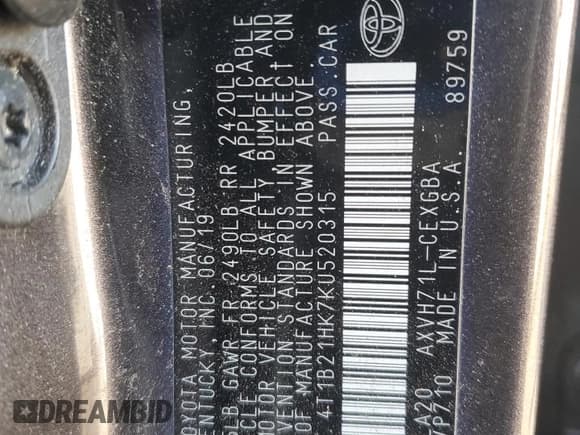 TOYOTA MOTOR MANUFACTURING,
KENTUCKY, INC. 06/19
LB GAWR FR 2490LB RR 2420LB
CONFORMS TO ALL APPLICABLE
MOTOR VEHICLE SAFETY, BUMPER AND
STANDARDS IN EFFECT ON
OF MANUFACTURE SHOWN ABOVE.
4T1B21HK7KU520315 PASS.CAR
A20 AXVH71L-CEXGBA
PZ10 MADE IN U.S.A. 89759
DREAMBID